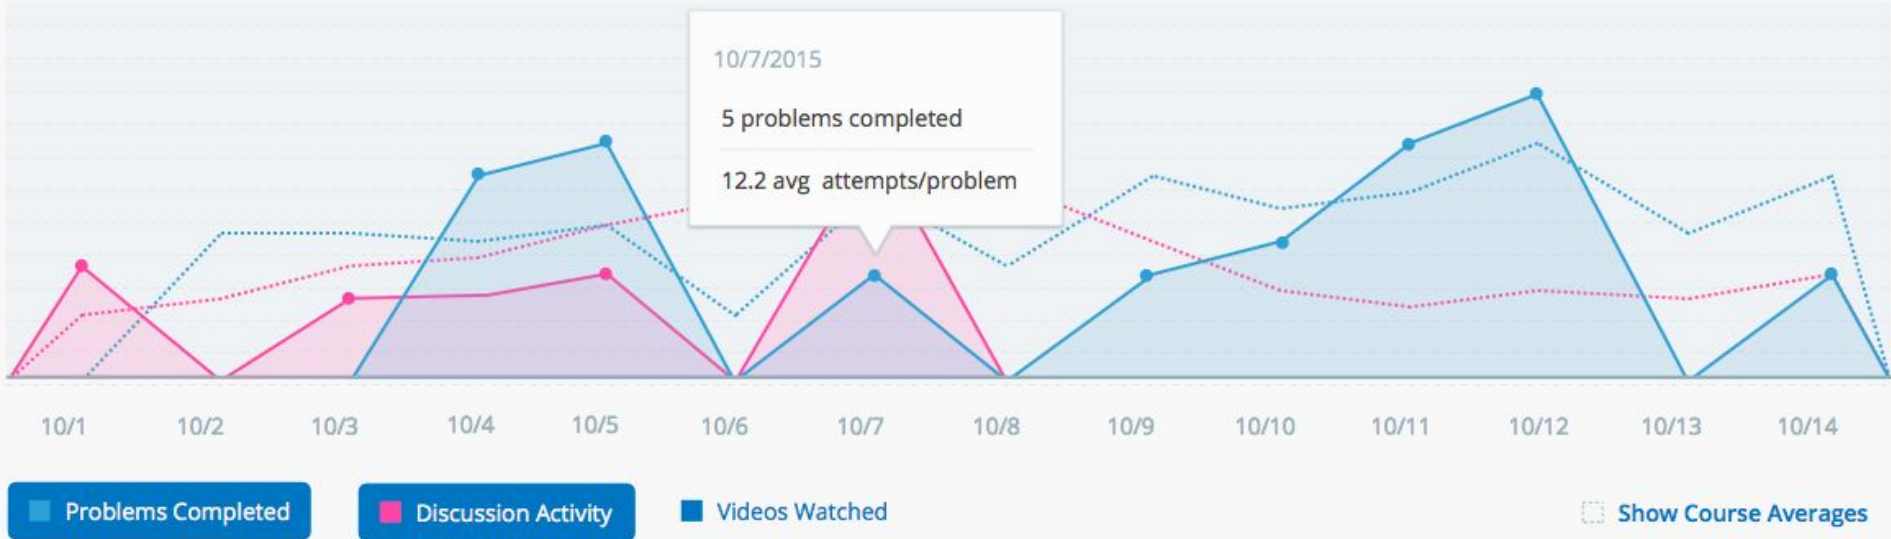 10/7/2015
5 problems completed
12.2 avg attempts/problem
10/1 10/2 10/3 10/4 10/5 10/6 10/7 10/8 10/9 10/10 10/11 10/12 10/13 10/14
Problems Completed Discussion Activity Videos Watched Show Course Averages